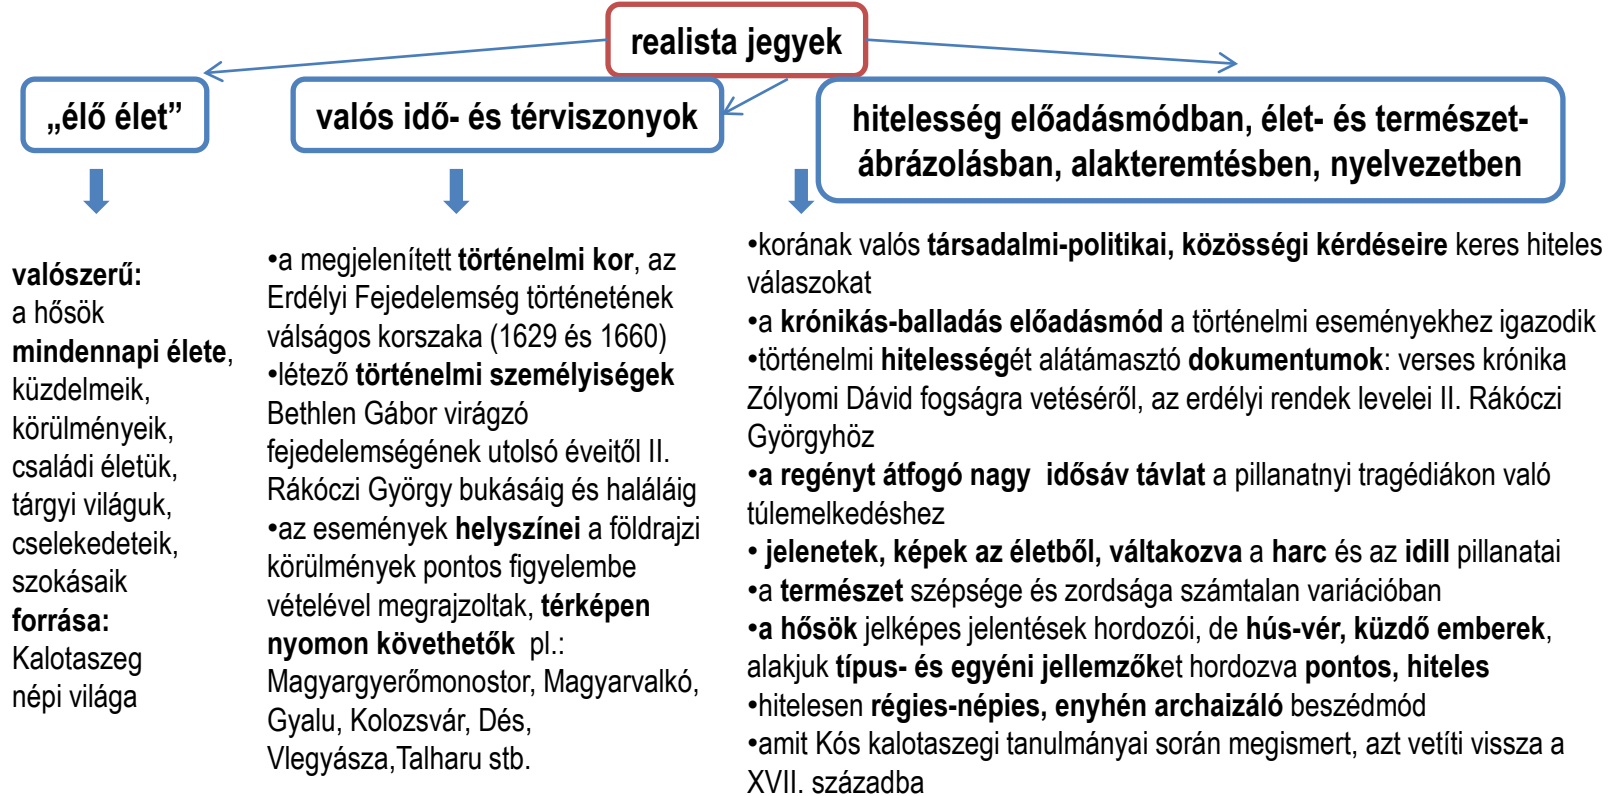 realista jegyek
„élő élet”
valós idő- és térviszonyok
hitelesség előadásmódban, élet- és természet-
ábrázolásban, alakteremtésben, nyelvezetben
valószerű:
a hősök
mindennapi élete,
küzdelmeik,
körülményeik,
családi életük,
tárgyi világuk,
cselekedeteik,
szokásaik
forrása:
Kalotaszeg
népi világa
•a megjelenített történelmi kor, az
Erdélyi Fejedelemség történetének
válságos korszaka (1629 és 1660)
•létező történelmi személyiségek
Bethlen Gábor virágzó
fejedelemségének utolsó éveitől II.
Rákóczi György bukásáig és haláláig
•az események helyszínei a földrajzi
körülmények pontos figyelembe
vételével megrajzoltak, térképen
nyomon követhetők pl.:
Magyargyerőmonostor, Magyarvalkó,
Gyalu, Kolozsvár, Dés,
Vlegyásza,Talharu stb.
•korának valós társadalmi-politikai, közösségi kérdéseire keres hiteles
válaszokat
•a krónikás-balladás előadásmód a történelmi eseményekhez igazodik
•történelmi hitelességét alátámasztó dokumentumok: verses krónika
Zólyomi Dávid fogságra vetéséről, az erdélyi rendek levelei II. Rákóczi
Györgyhöz
•a regényt átfogó nagy idősáv távlat a pillanatnyi tragédiákon való
túlemelkedéshez
• jelenetek, képek az életből, váltakozva a harc és az idill pillanatai
•a természet szépsége és zordsága számtalan variációban
•a hősök jelképes jelentések hordozói, de hús-vér, küzdő emberek,
alakjuk típus- és egyéni jellemzőket hordozva pontos, hiteles
•hitelesen régies-népies, enyhén archaizáló beszédmód
•amit Kós kalotaszegi tanulmányai során megismert, azt vetíti vissza a
XVII. századba